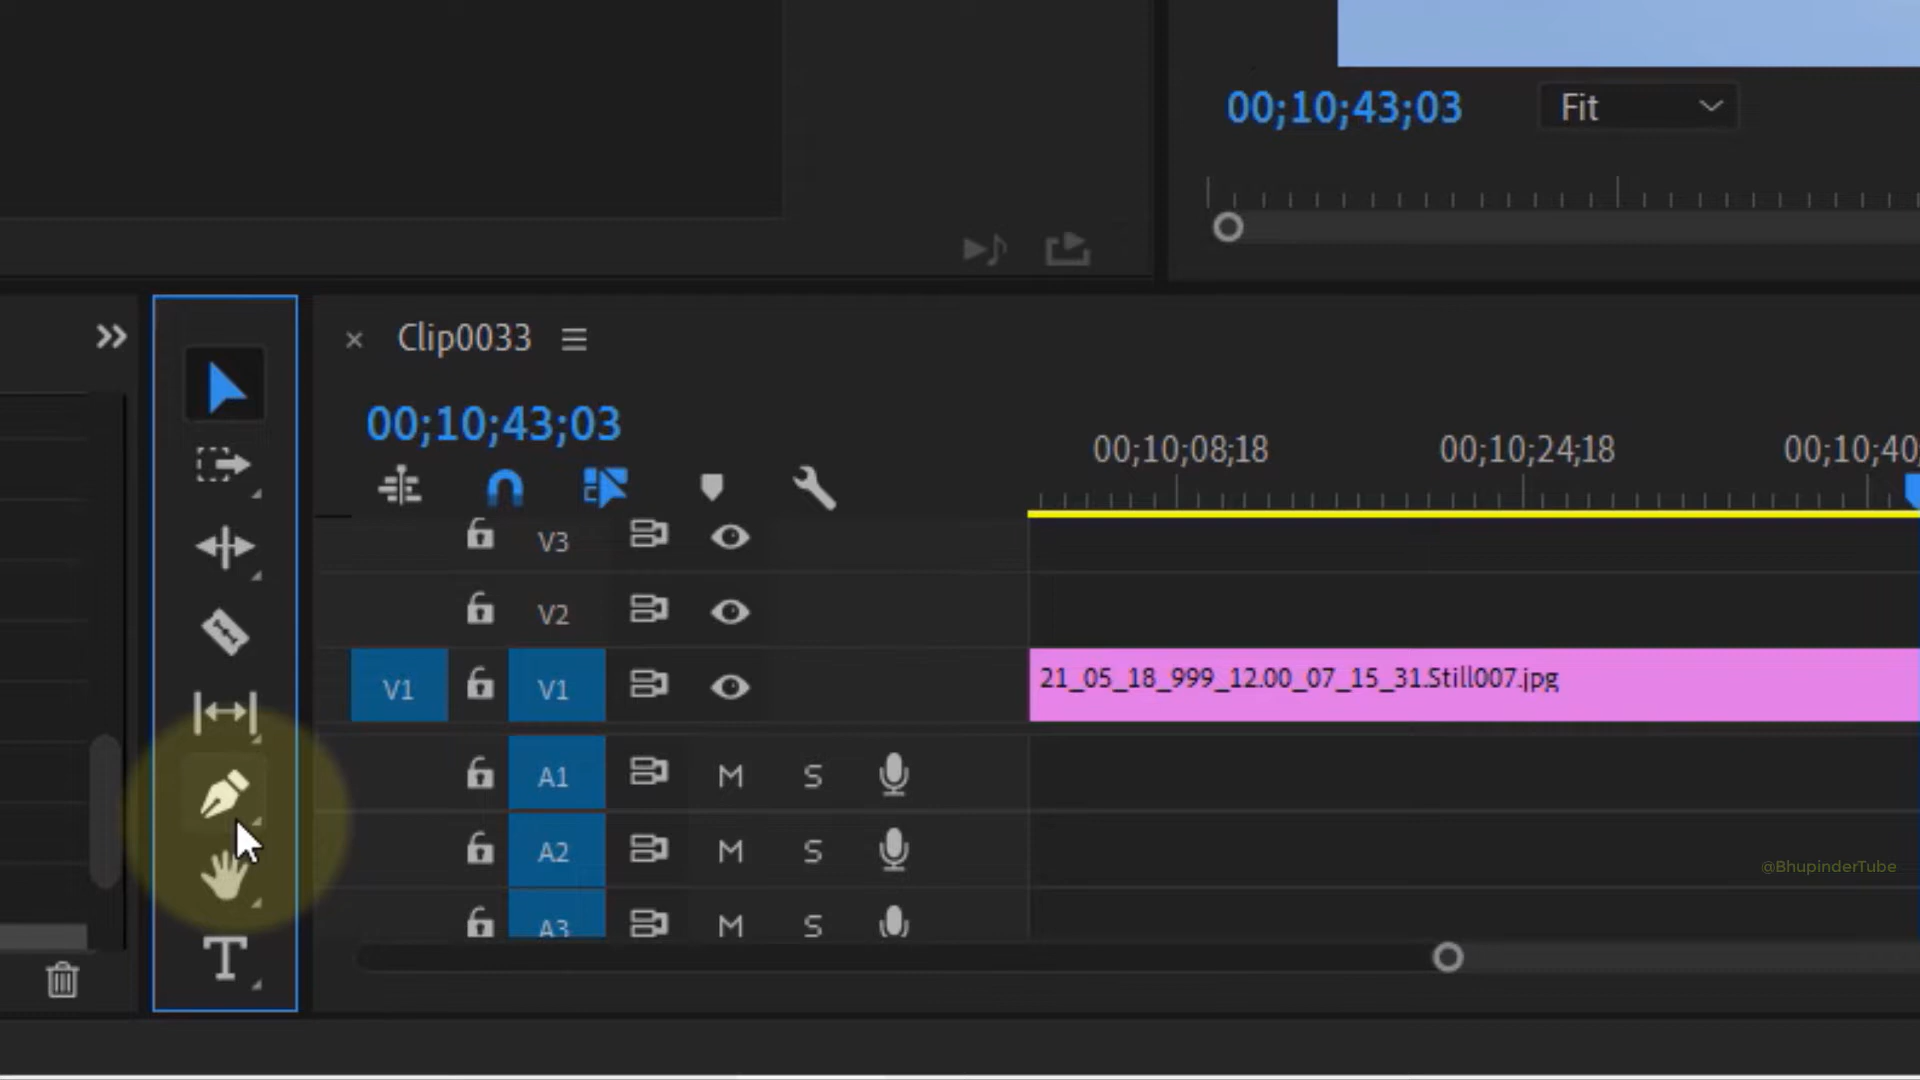 00;10;43;03
Fit
Clip0033
00;10;43;03
00;10;08;18
00;10;24;18
00;10;40;
V3
V2
V1
V1
21_05_18_999_12.00_07_15_31.Still007.jpg
A1
M
S
A2
M
S
@BhupinderTube
A3
M
S